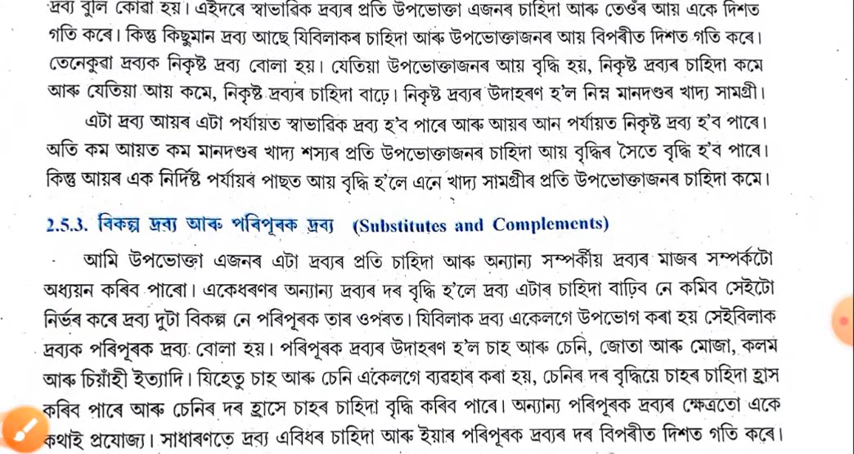 দ্ৰব্য বুলি কোৱা হয়। এইদৰে স্বাভাৱিক দ্ৰব্যৰ প্ৰতি উপভোক্তা এজনৰ চাহিদা আৰু তেওঁৰ আয় একে দিশত
গতি কৰে। কিন্তু কিছুমান দ্ৰব্য আছে যিবিলাকৰ চাহিদা আৰু উপভোক্তাজনৰ আয় বিপৰীত দিশত গতি কৰে।
তেনেকুৱা দ্ৰব্যক নিকৃষ্ট দ্ৰব্য বোলা হয়। যেতিয়া উপভোক্তাজনৰ আয় বৃদ্ধি হয়, নিকৃষ্ট দ্ৰব্যৰ চাহিদা কমে
আৰু যেতিয়া আয় কমে, নিকৃষ্ট দ্ৰব্যৰ চাহিদা বাঢ়ে। নিকৃষ্ট দ্ৰব্যৰ উদাহৰণ হ'ল নিম্ন মানদণ্ডৰ খাদ্য সামগ্ৰী।
এটা দ্ৰব্য আয়ৰ এটা পৰ্যায়ত স্বাভাৱিক দ্ৰব্য হ'ব পাৰে আৰু আয়ৰ আন পৰ্যায়ত নিকৃষ্ট দ্ৰব্য হ'ব পাৰে।
অতি কম আয়ত কম মানদণ্ডৰ খাদ্য শস্যৰ প্ৰতি উপভোক্তাজনৰ চাহিদা আয় বৃদ্ধিৰ সৈতে বৃদ্ধি হ'ব পাৰে।
কিন্তু আয়ৰ এক নিৰ্দিষ্ট পৰ্যায়ৰ পাছত আয় বৃদ্ধি হ'লে এনে খাদ্য সামগ্ৰীৰ প্ৰতি উপভোক্তাজনৰ চাহিদা কমে।
2.5.3. বিকল্প দ্ৰব্য আৰু পৰিপূৰক দ্ৰব্য (Substitutes and Complements)
আমি উপভোক্তা এজনৰ এটা দ্ৰব্যৰ প্ৰতি চাহিদা আৰু অন্যান্য সম্পৰ্কীয় দ্ৰব্যৰ মাজৰ সম্পৰ্কটো
অধ্যয়ন কৰিব পাৰো। একেধৰণৰ অন্যান্য দ্ৰব্যৰ দৰ বৃদ্ধি হ'লে দ্ৰব্য এটাৰ চাহিদা বাঢ়িব নে কমিব সেইটো
নিৰ্ভৰ কৰে দ্ৰব্য দুটা বিকল্প নে পৰিপূৰক তাৰ ওপৰত। যিবিলাক দ্ৰব্য একেলগে উপভোগ কৰা হয় সেইবিলাক
দ্ৰব্যক পৰিপূৰক দ্ৰব্য বোলা হয়। পৰিপূৰক দ্ৰব্যৰ উদাহৰণ হ'ল চাহ আৰু চেনি, জোতা আৰু মোজা, কলম
আৰু চিয়াঁহী ইত্যাদি। যিহেতু চাহ আৰু চেনি একেলগে ব্যৱহাৰ কৰা হয়, চেনিৰ দৰ বৃদ্ধিয়ে চাহৰ চাহিদা হ্ৰাস
কৰিব পাৰে আৰু চেনিৰ দৰ হ্ৰাসে চাহৰ চাহিদা বৃদ্ধি কৰিব পাৰে। অন্যান্য পৰিপূৰক দ্ৰব্যৰ ক্ষেত্ৰতো একে
কথাই প্ৰযোজ্য। সাধাৰণতে দ্ৰব্য এবিধৰ চাহিদা আৰু ইয়াৰ পৰিপূৰক দ্ৰব্যৰ দৰ বিপৰীত দিশত গতি কৰে।